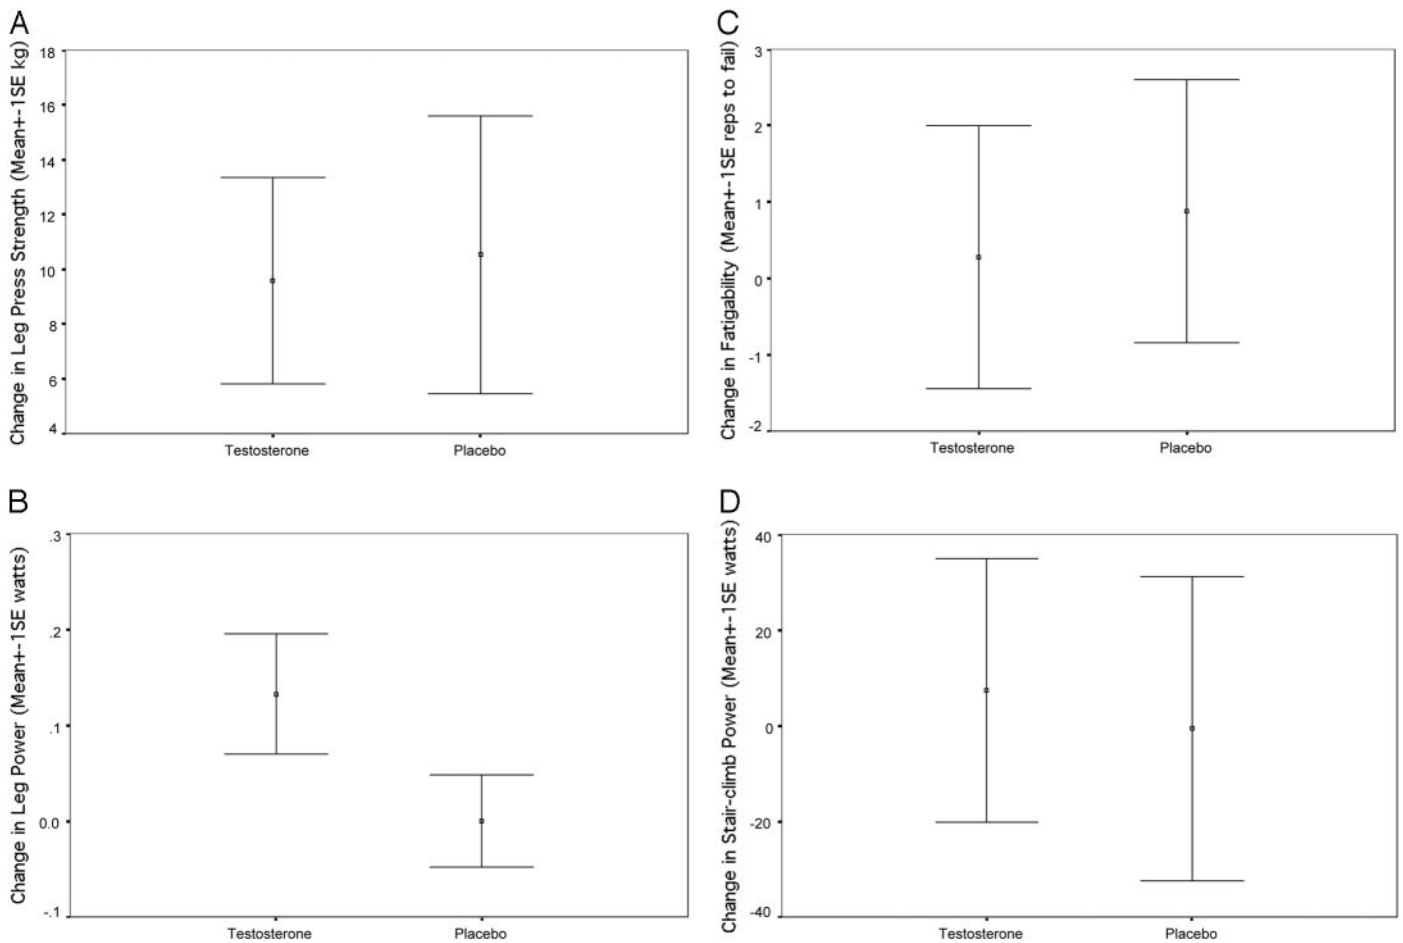 A
Change in Leg Press Strength (Mean+-1SE kg)
18
16
14
12
10
8
6
4
Testosterone Placebo
C
Change in Fatigability (Mean+-1SE reps to fail)
3
2
1
0
-1
-2
Testosterone Placebo
B
Change in Leg Power (Mean+-1SE watts)
.3
.2
.1
0.0
-.1
Testosterone Placebo
D
Change in Stair-climb Power (Mean+-1SE watts)
40
20
0
-20
-40
Testosterone Placebo